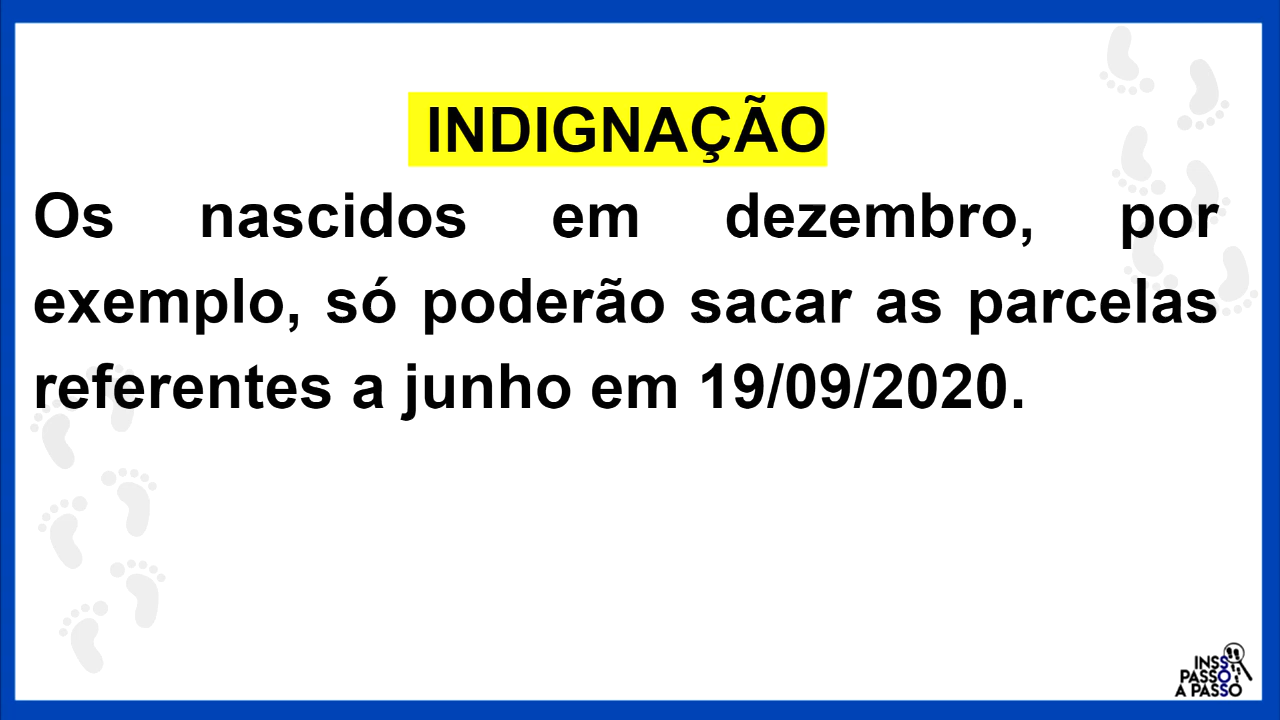 INDIGNAÇÃO
Os nascidos em dezembro, por
exemplo, só poderão sacar as parcelas
referentes a junho em 19/09/2020.
INSS
PASSO
A PASSO